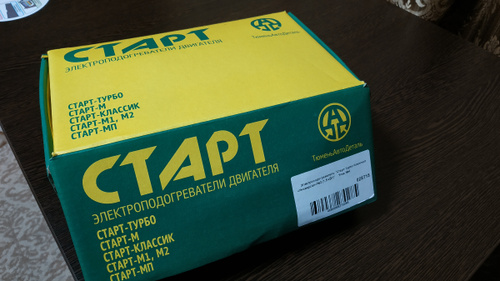 СТАРТ
ЭЛЕКТРОПОДОГРЕВАТЕЛИ ДВИГАТЕЛЯ
СТАРТ-ТУРБО
СТАРТ-М
СТАРТ-КЛАССИК
СТАРТ-М1, М2
СТАРТ-МП
ТюменьАвтоДеталь
СТАРТ
ЭЛЕКТРОПОДОГРЕВАТЕЛИ ДВИГАТЕЛЯ
СТАРТ-ТУРБО
СТАРТ-М
СТАРТ-КЛАССИК
СТАРТ-М1, М2
СТАРТ-МП
ТюменьАвтоДеталь